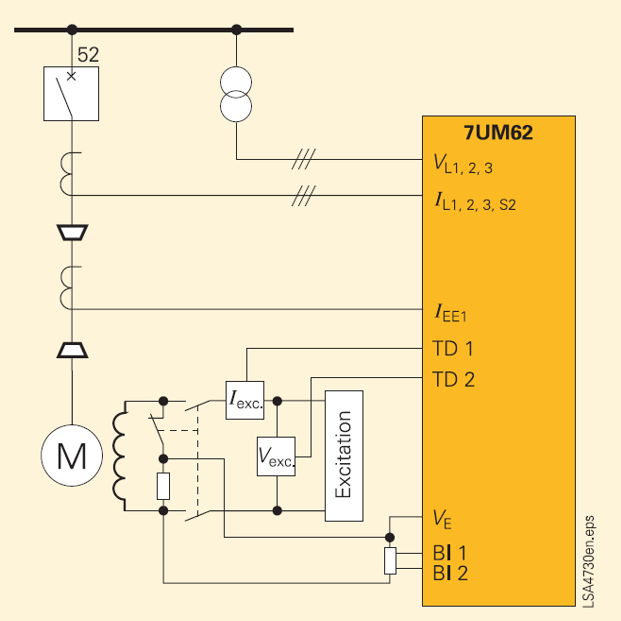 52
7UM62
VL1, 2, 3
IL1, 2, 3, S2
IEE1
TD 1
TD 2
Iexc.
Vexc.
Excitation
M
VE
BI 1
BI 2
LSA4730en.eps